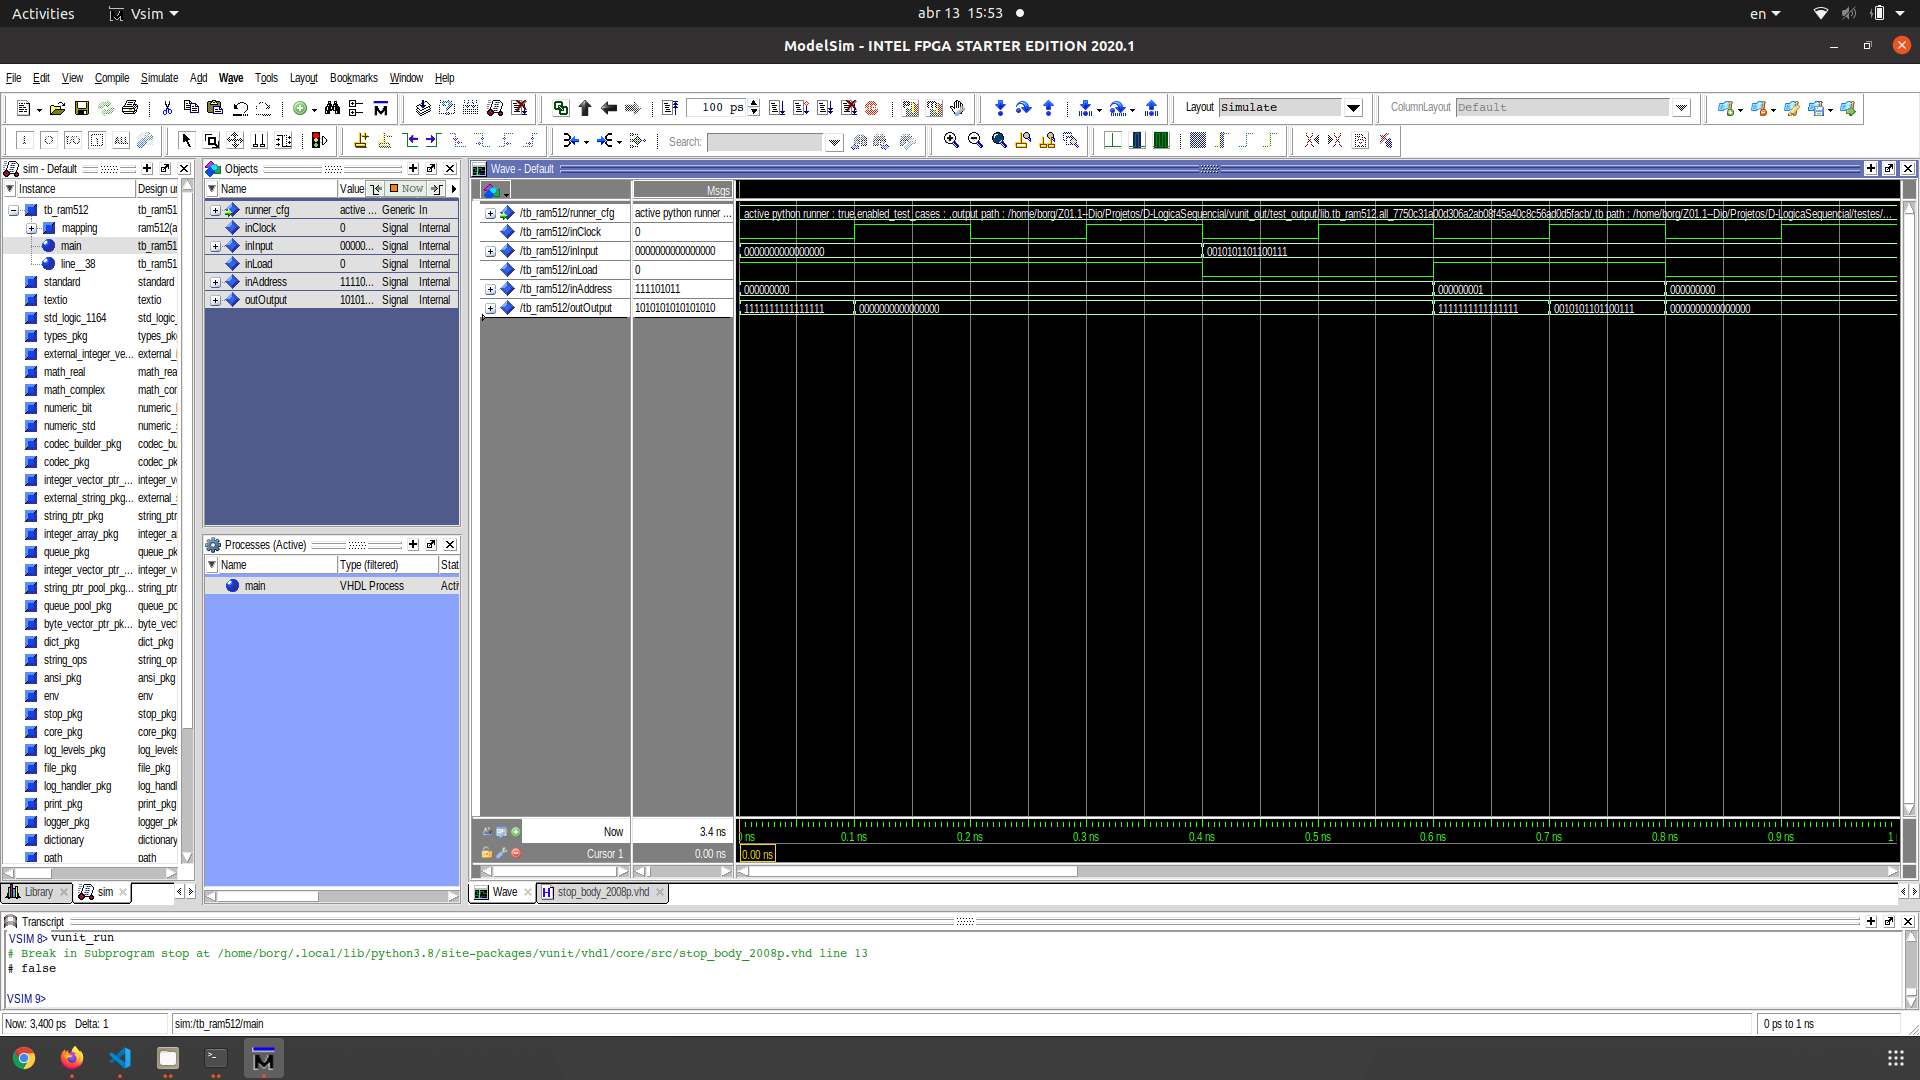 Activities
Vsim
abr 13 15:53
en
ModelSim - INTEL FPGA STARTER EDITION 2020.1
File Edit View Compile Simulate Add Wave Tools Layout Bookmarks Window Help
100 ps
Layout Simulate
ColumnLayout Default
Search:
sim - Default
Instance Design un
tb_ram512 tb_ram51
mapping ram512(a
main tb_ram51
line__38 tb_ram51
standard standard
textio textio
std_logic_1164 std_logic_
types_pkg types_pkg
external_integer_ve... external_i
math_real math_rea
math_complex math_cor
numeric_bit numeric_l
numeric_std numeric_s
codec_builder_pkg codec_bu
codec_pkg codec_pk
integer_vector_ptr_... integer_ve
external_string_pkg... external_s
string_ptr_pkg string_ptr
integer_array_pkg integer_a
queue_pkg queue_pk
integer_vector_ptr_... integer_ve
string_ptr_pool_pkg... string_ptr
queue_pool_pkg queue_po
byte_vector_ptr_pk... byte_vect
dict_pkg dict_pkg
string_ops string_op
ansi_pkg ansi_pkg
env env
stop_pkg stop_pkg
core_pkg core_pkg
log_levels_pkg log_levels
file_pkg file_pkg
log_handler_pkg log_handl
print_pkg print_pkg
logger_pkg logger_pk
dictionary dictionary
path path
Library
sim
Objects
Name Value Now
runner_cfg active ... Generic In
inClock 0 Signal Internal
inInput 00000... Signal Internal
inLoad 0 Signal Internal
inAddress 11110... Signal Internal
outOutput 10101... Signal Internal
Processes (Active)
Name Type (filtered) Stat
main VHDL Process Acti
Wave - Default
Msgs
/tb_ram512/runner_cfg active python runner ... active python runner : true,enabled_test_cases : ,output path : /home/borg/Z01.1--Dio/Projetos/D-LogicaSequencial/vunit_out/test_output/lib.tb_ram512.all_7750c31a00d306a2ab08f45a40c8c56ad0d5facb/,tb path : /home/borg/Z01.1--Dio/Projetos/D-LogicaSequencial/testes/...
/tb_ram512/inClock 0
/tb_ram512/inInput 0000000000000000 0000000000000000 0010101101100111
/tb_ram512/inLoad 0
/tb_ram512/inAddress 111101011 000000000 000000001 000000000
/tb_ram512/outOutput 1010101010101010 1111111111111111 0000000000000000 1111111111111111 0010101101100111 0000000000000000
Now 3.4 ns
ns 0.1 ns 0.2 ns 0.3 ns 0.4 ns 0.5 ns 0.6 ns 0.7 ns 0.8 ns 0.9 ns 1
Cursor 1 0.00 ns 0.00 ns
Wave
stop_body_2008p.vhd
Transcript
VSIM 8> vunit_run
# Break in Subprogram stop at /home/borg/.local/lib/python3.8/site-packages/vunit/vhdl/core/src/stop_body_2008p.vhd line 13
# false
VSIM 9>
Now: 3,400 ps Delta: 1
sim:/tb_ram512/main
0 ps to 1 ns